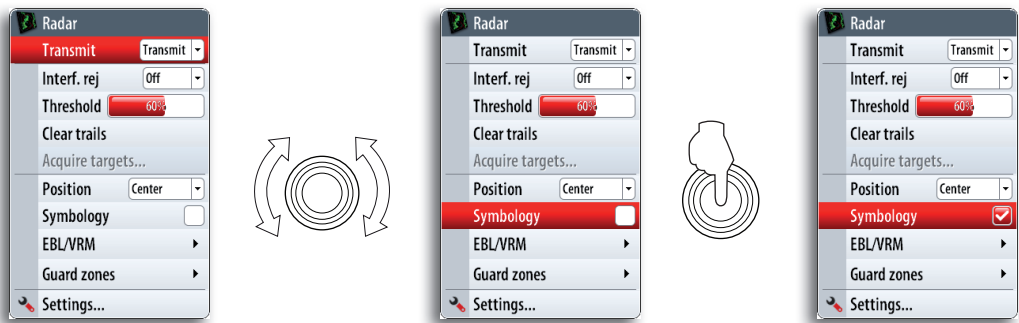 Radar
Transmit Transmit
Interf. rej Off
Threshold 60%
Clear trails
Acquire targets...
Position Center
Symbology
EBL/VRM
Guard zones
Settings...
Radar
Transmit Transmit
Interf. rej Off
Threshold 60%
Clear trails
Acquire targets...
Position Center
Symbology
EBL/VRM
Guard zones
Settings...
Radar
Transmit Transmit
Interf. rej Off
Threshold 60%
Clear trails
Acquire targets...
Position Center
Symbology
EBL/VRM
Guard zones
Settings...